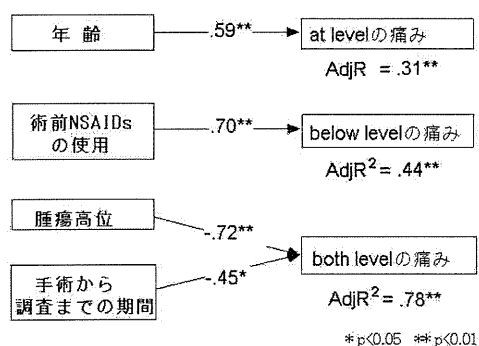 年 齢
.59**
at levelの痛み
AdjR = .31**
術前NSAIDs
の使用
.70**
below levelの痛み
AdjR² = .44**
腫瘍高位
-.72**
手術から
調査までの期間
-.45*
both levelの痛み
AdjR² = .78**
*p<0.05 **p<0.01